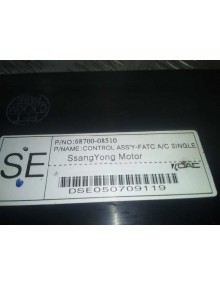 P/NO:68700-08510
P/NAME:CONTROL ASS'Y-FATC A/C SINGLE
SE
SsangYong Motor
DSE050709119